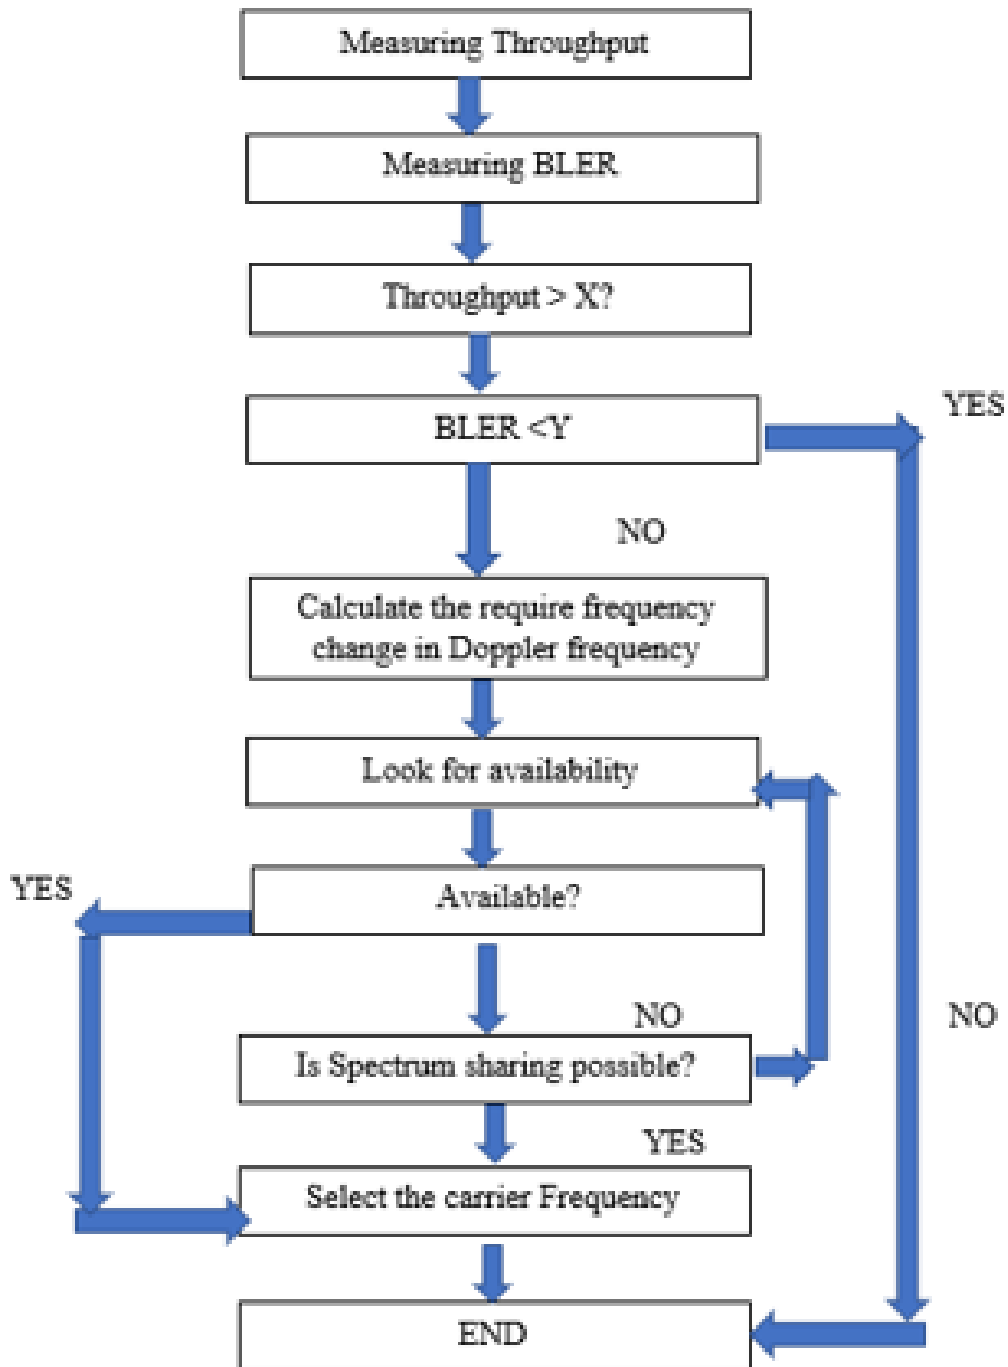 Measuring Throughput
Measuring BLER
Throughput > X?
BLER <Y
YES
NO
Calculate the require frequency
change in Doppler frequency
Look for availability
YES
Available?
NO
NO
Is Spectrum sharing possible?
YES
Select the carrier Frequency
END